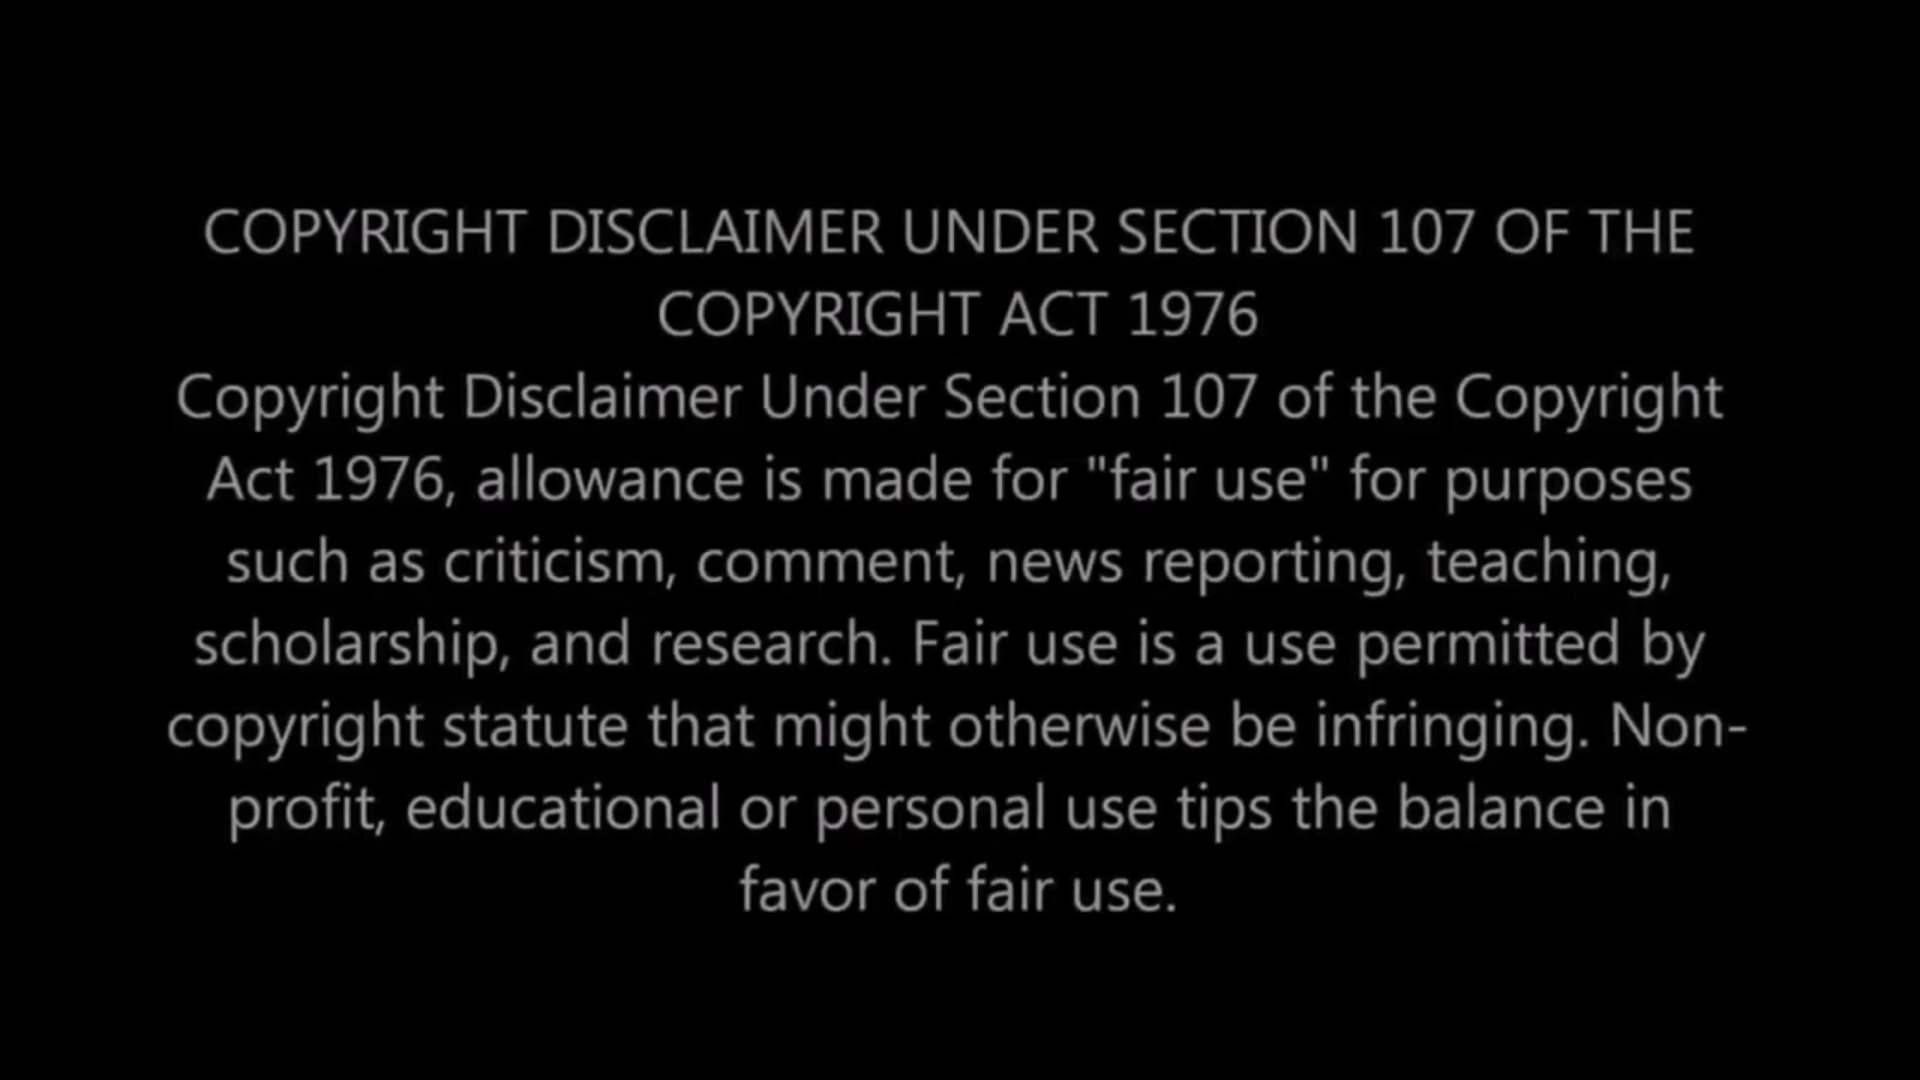 COPYRIGHT DISCLAIMER UNDER SECTION 107 OF THE
COPYRIGHT ACT 1976
Copyright Disclaimer Under Section 107 of the Copyright
Act 1976, allowance is made for "fair use" for purposes
such as criticism, comment, news reporting, teaching,
scholarship, and research. Fair use is a use permitted by
copyright statute that might otherwise be infringing. Non-
profit, educational or personal use tips the balance in
favor of fair use.